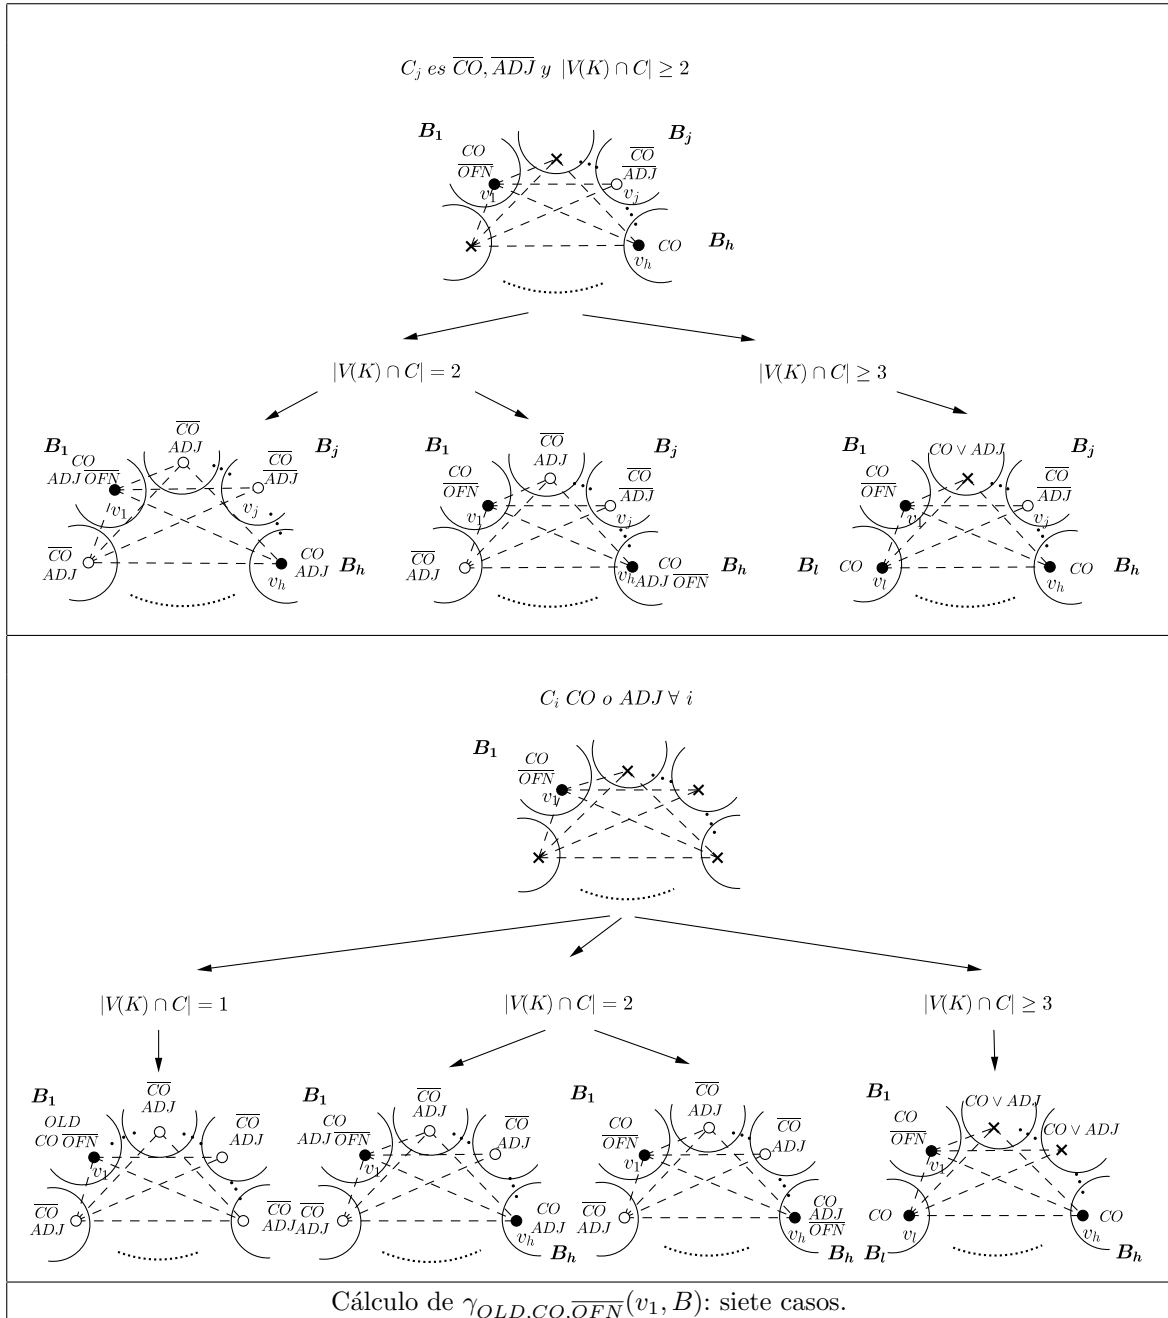 C_j es \overline{CO}, \overline{ADJ} y |V(K) ∩ C| ≥ 2
B_1
B_j
CO
\overline{OFN}
v_1
\overline{CO}
\overline{ADJ}
v_j
CO
B_h
v_h
|V(K) ∩ C| = 2
|V(K) ∩ C| ≥ 3
B_1
CO
ADJ \overline{OFN}
v_1
\overline{CO}
ADJ
\overline{CO}
\overline{ADJ}
v_j
B_j
\overline{CO}
ADJ
v_h
CO
ADJ
B_h
B_1
CO
\overline{OFN}
v_1
\overline{CO}
ADJ
\overline{CO}
\overline{ADJ}
v_j
B_j
\overline{CO}
ADJ
v_h
CO
ADJ \overline{OFN}
B_h
B_1
CO
\overline{OFN}
v_1
CO ∨ ADJ
\overline{CO}
\overline{ADJ}
v_j
B_j
B_l
CO
v_l
v_h
CO
B_h
C_i CO o ADJ ∀ i
B_1
CO
\overline{OFN}
v_1
|V(K) ∩ C| = 1
|V(K) ∩ C| = 2
|V(K) ∩ C| ≥ 3
B_1
OLD
CO \overline{OFN}
v_1
\overline{CO}
ADJ
\overline{CO}
ADJ
\overline{CO}
ADJ
\overline{CO}
ADJ
B_1
CO
ADJ \overline{OFN}
v_1
\overline{CO}
ADJ
\overline{CO}
ADJ
\overline{CO}
ADJ
v_h
CO
ADJ
B_h
B_1
CO
\overline{OFN}
v_1
\overline{CO}
ADJ
\overline{CO}
ADJ
\overline{CO}
ADJ
v_h
CO
ADJ
\overline{OFN}
B_h
B_1
CO
\overline{OFN}
v_1
CO ∨ ADJ
CO ∨ ADJ
CO
v_l
B_l
v_h
CO
B_h
Cálculo de γ_{OLD,CO,\overline{OFN}}(v_1, B): siete casos.